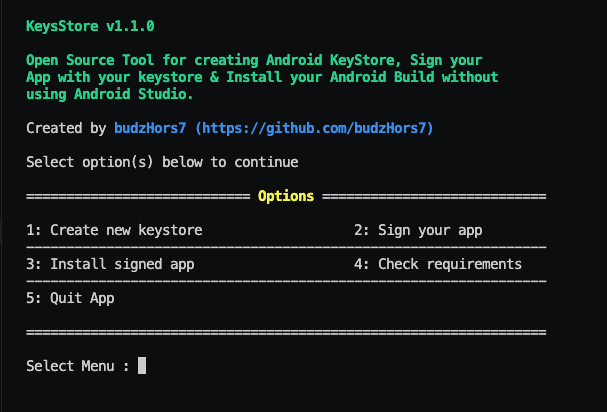 KeysStore v1.1.0
Open Source Tool for creating Android KeyStore, Sign your
App with your keystore & Install your Android Build without
using Android Studio.
Created by budzHors7 (https://github.com/budzHors7)
Select option(s) below to continue
============================ Options ============================
1: Create new keystore 2: Sign your app
-----------------------------------------------------------------
3: Install signed app 4: Check requirements
-----------------------------------------------------------------
5: Quit App
=================================================================
Select Menu :